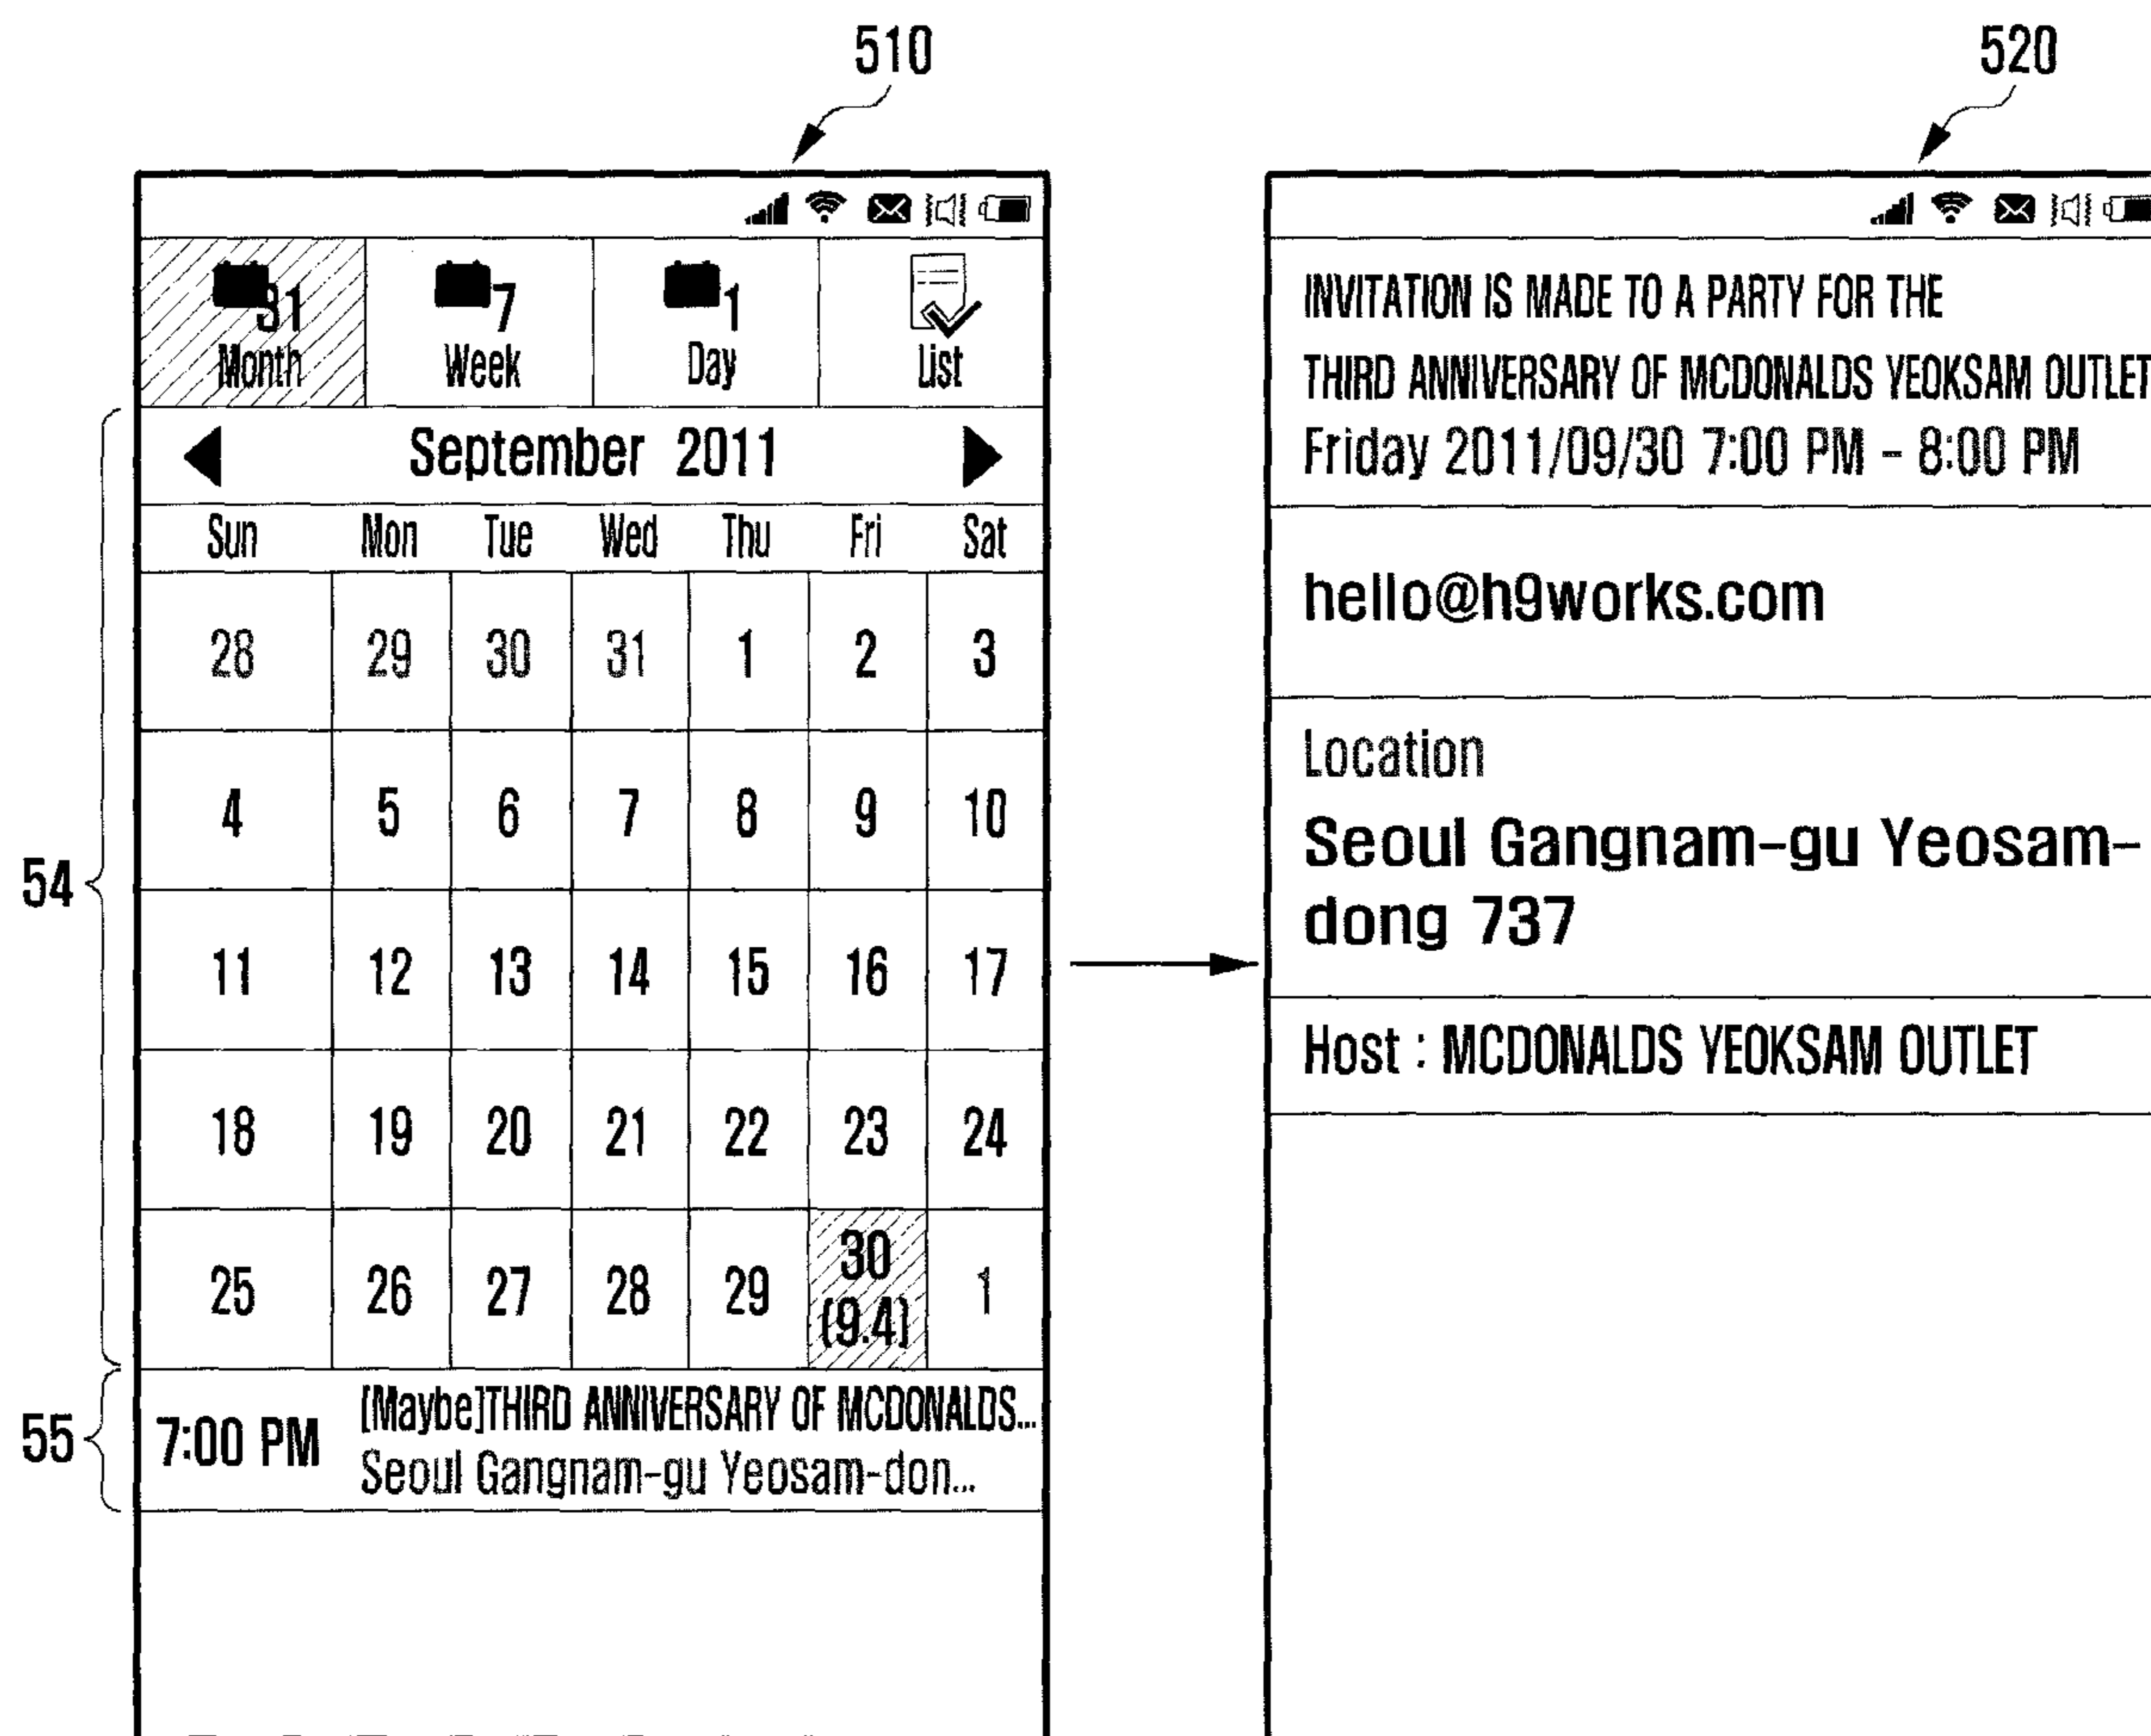 510
31
Month
7
Week
1
Day
List
54
September 2011
Sun Mon Tue Wed Thu Fri Sat
28 29 30 31 1 2 3
4 5 6 7 8 9 10
11 12 13 14 15 16 17
18 19 20 21 22 23 24
25 26 27 28 29 30 (9.4) 1
55
7:00 PM
[Maybe]THIRD ANNIVERSARY OF MCDONALDS...
Seoul Gangnam-gu Yeosam-don...
520
INVITATION IS MADE TO A PARTY FOR THE
THIRD ANNIVERSARY OF MCDONALDS YEOKSAM OUTLET
Friday 2011/09/30 7:00 PM - 8:00 PM
hello@h9works.com
Location
Seoul Gangnam-gu Yeosam-
dong 737
Host : MCDONALDS YEOKSAM OUTLET